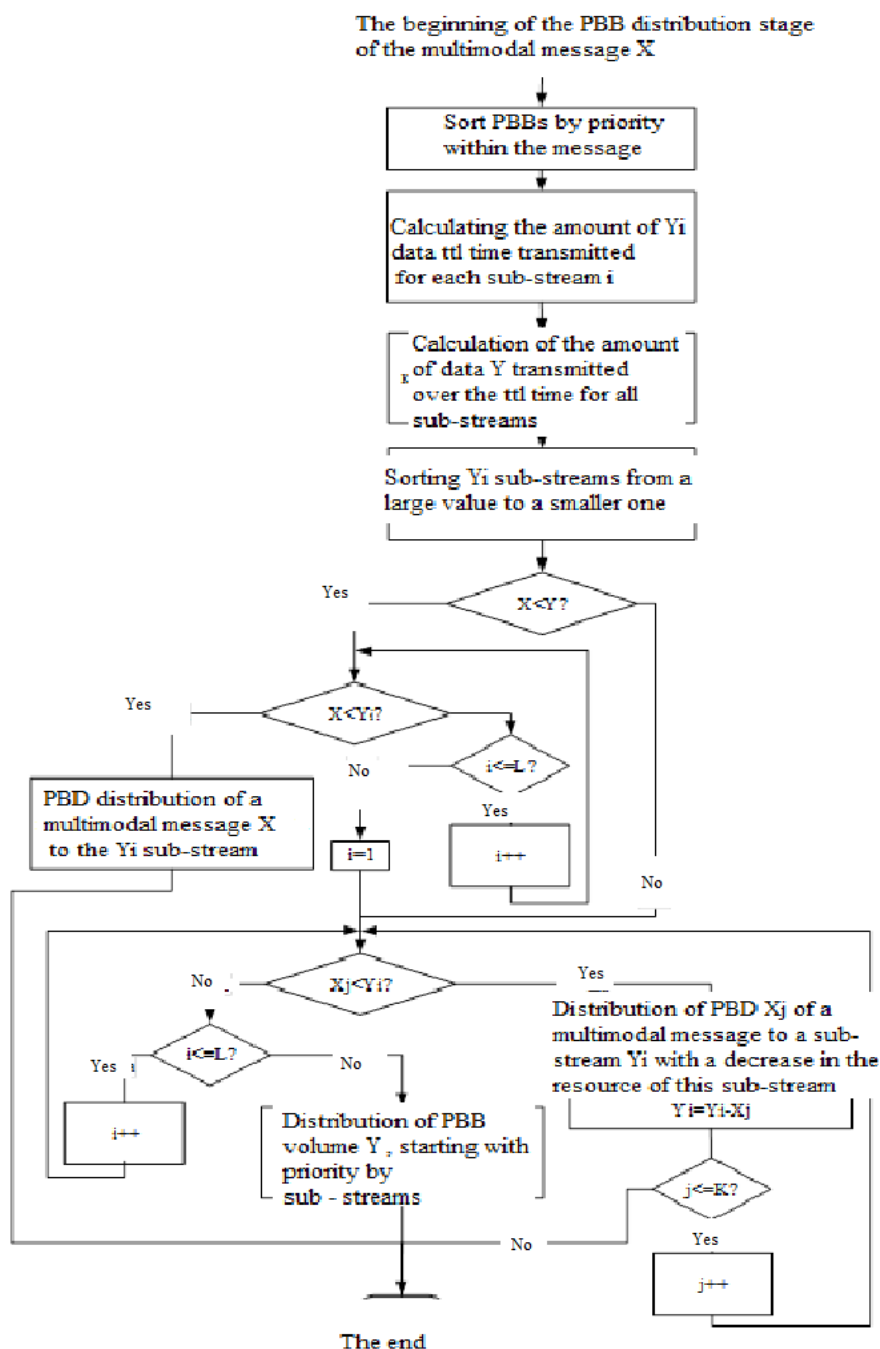 The beginning of the PBB distribution stage
of the multimodal message X
Sort PBBs by priority
within the message
Calculating the amount of Yi
data ttl time transmitted
for each sub-stream i
Calculation of the amount
of data Y transmitted
over the ttl time for all
sub-streams
Sorting Yi sub-streams from a
large value to a smaller one
X<Y?
Yes
X<Yi?
Yes
i<=L?
No
Yes
PBD distribution of a
multimodal message X
to the Yi sub-stream
i=1
i++
No
Xj<Yi?
No
Yes
Distribution of PBD Xj of a
multimodal message to a sub-
stream Yi with a decrease in the
resource of this sub-stream
Yi=Yi-Xj
i<=L?
Yes
No
i++
Distribution of PBB
volume Y , starting with
priority by
sub - streams
j<=K?
No
Yes
j++
The end